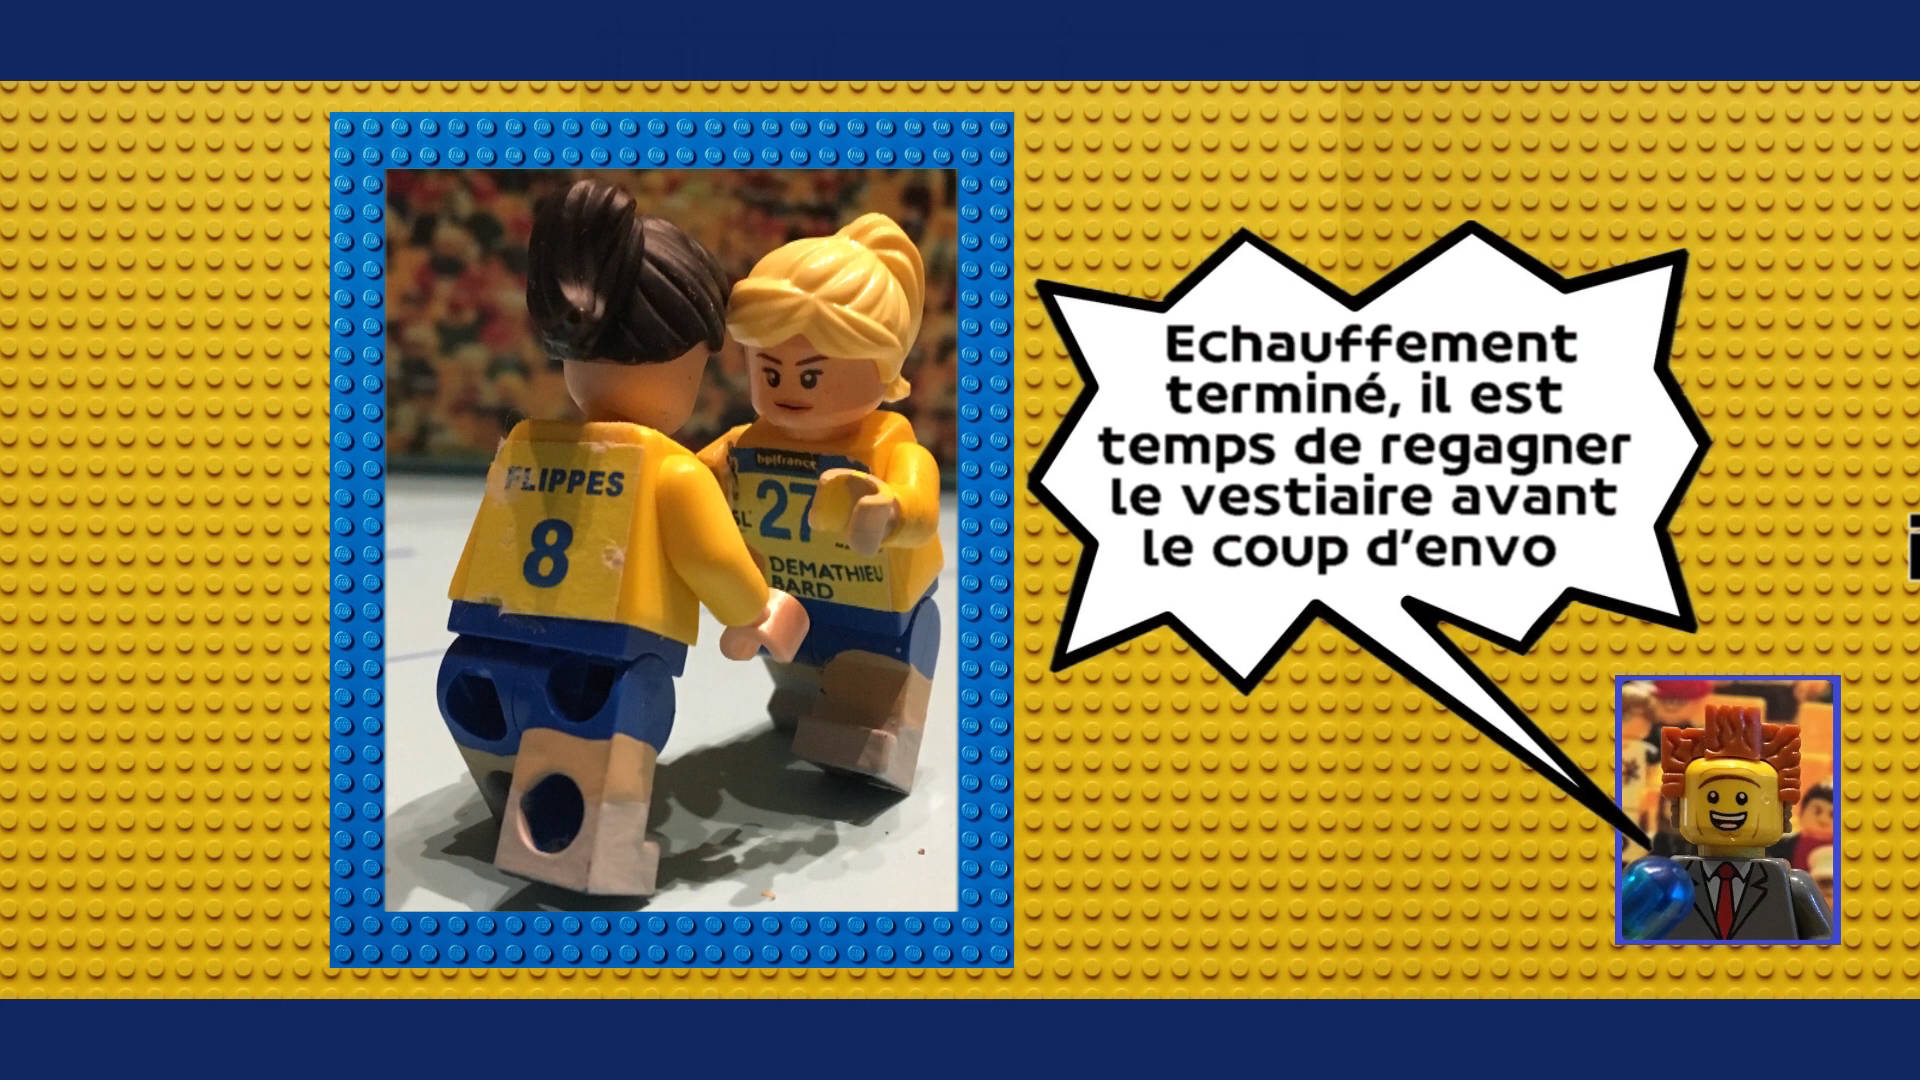 Echauffement
terminé, il est
temps de regagner
le vestiaire avant
le coup d'envo
FLIPPES
8
bpifrance
27
DEMATHIEU
BARD